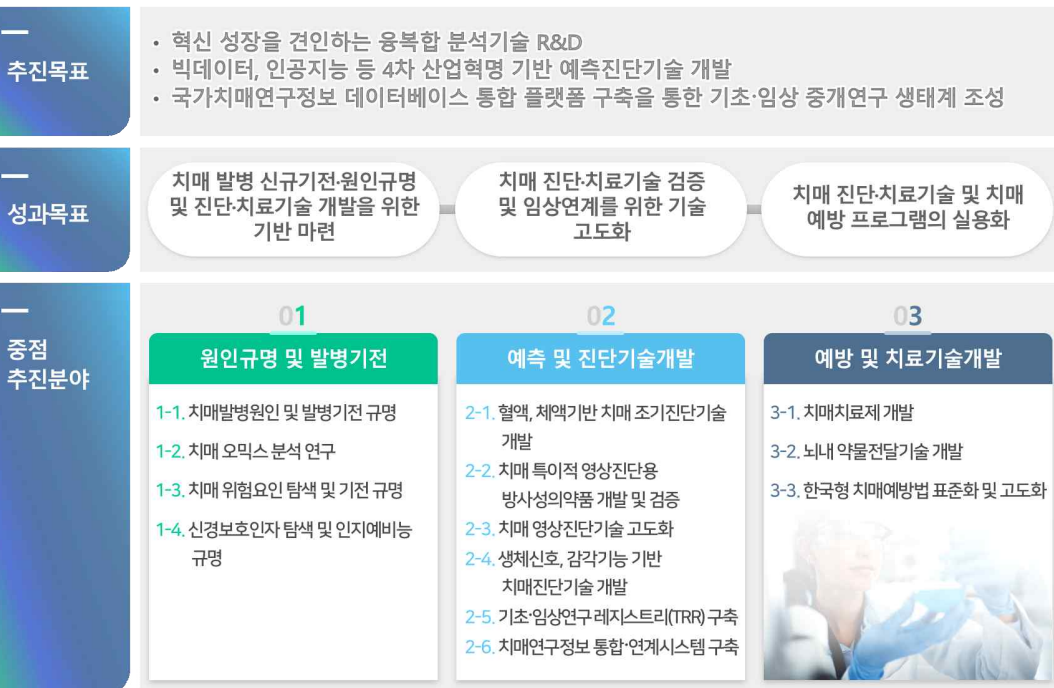 추진목표
• 혁신 성장을 견인하는 융복합 분석기술 R&D
• 빅데이터, 인공지능 등 4차 산업혁명 기반 예측진단기술 개발
• 국가치매연구정보 데이터베이스 통합 플랫폼 구축을 통한 기초·임상 중개연구 생태계 조성
성과목표
치매 발병 신규기전·원인규명
및 진단·치료기술 개발을 위한
기반 마련
치매 진단·치료기술 검증
및 임상연계를 위한 기술
고도화
치매 진단·치료기술 및 치매
예방 프로그램의 실용화
중점
추진분야
01
원인규명 및 발병기전
1-1. 치매발병원인 및 발병기전 규명
1-2. 치매 오믹스 분석 연구
1-3. 치매 위험요인 탐색 및 기전 규명
1-4. 신경보호인자 탐색 및 인지예비능
규명
02
예측 및 진단기술개발
2-1. 혈액, 체액기반 치매 조기진단기술
개발
2-2. 치매 특이적 영상진단용
방사성의약품 개발 및 검증
2-3. 치매 영상진단기술 고도화
2-4. 생체신호, 감각기능 기반
치매진단기술 개발
2-5. 기초·임상연구 레지스트리(TRR) 구축
2-6. 치매연구정보 통합·연계시스템 구축
03
예방 및 치료기술개발
3-1. 치매치료제 개발
3-2. 뇌내 약물전달기술 개발
3-3. 한국형 치매예방법 표준화 및 고도화